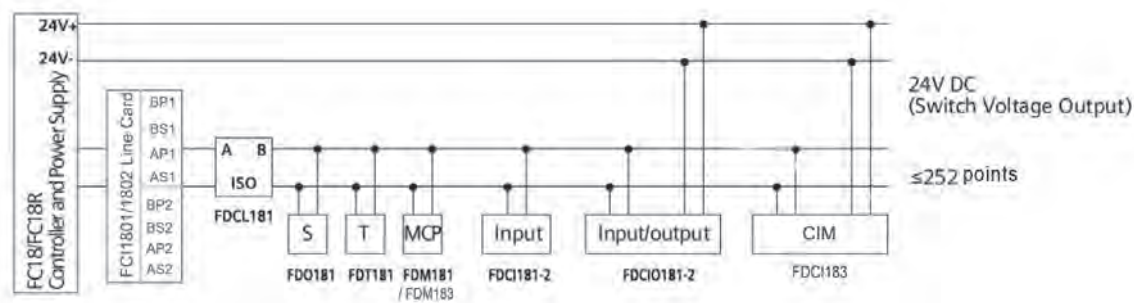 24V+
24V-
FC18/FC18R
Controller and Power Supply
FCI1801/1802 Line Card
BP1
BS1
AP1
AS1
BP2
BS2
AP2
AS2
A B
ISO
FDCL181
S
FDO181
T
FDT181
MCP
FDM181
/ FDM183
Input
FDCI181-2
Input/output
FDCIO181-2
CIM
FDCI183
24V DC
(Switch Voltage Output)
≤252 points